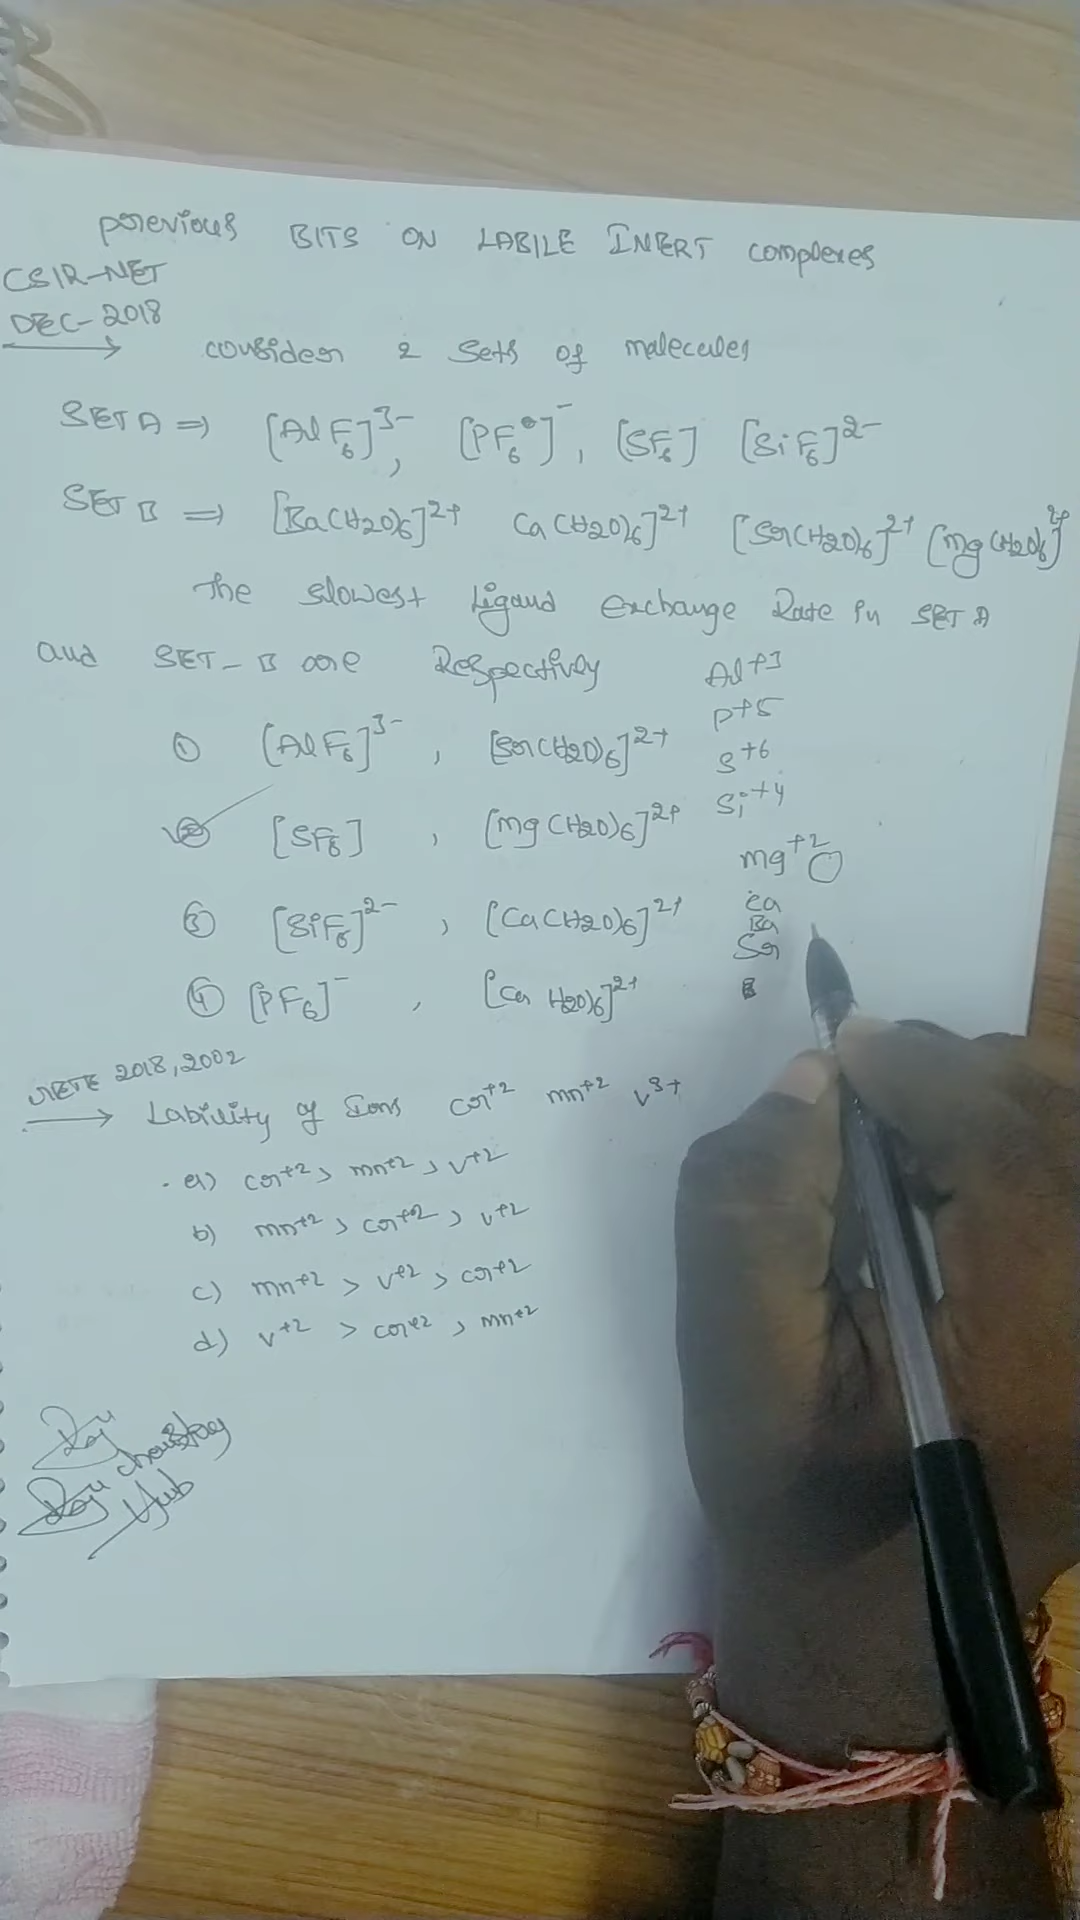 previous BITS ON LABILE INERT complexes
CSIR-NET
DEC-2018
consider 2 sets of molecules
SET A ⇒ [AlF6]3-, [PF6]-, [SF6] [SiF6]2-
SET B ⇒ [Ba(H2O)6]2+ Ca(H2O)6]2+ [Sr(H2O)6]2+ [mg(H2O)6]2+
The slowest Ligand exchange Rate in SET A
and SET-B are Respectively
Al+3
p+5
s+6
Si+4
mg+2
ca
Ba
Sr
① [AlF6]3-, [Sr(H2O)6]2+
② [SF6], [mg(H2O)6]2+
③ [SiF6]2-, [Ca(H2O)6]2+
④ [PF6]-, [Ca H2O)6]2+
2018, 2002
Lability of Ions cr+2 mn+2 v3+
a) cr+2 > mn+2 > v+2
b) mn+2 > cr+2 > v+2
c) mn+2 > v+2 > cr+2
d) v+2 > cr+2 > mn+2
Raju
Raju chemistry
Hub